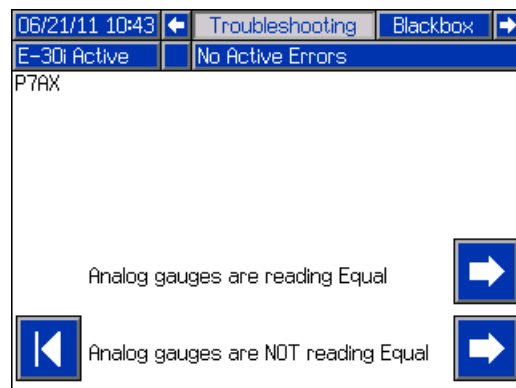 06/21/11 10:43 Troubleshooting Blackbox
E-30i Active No Active Errors
P7AX
Analog gauges are reading Equal
Analog gauges are NOT reading Equal